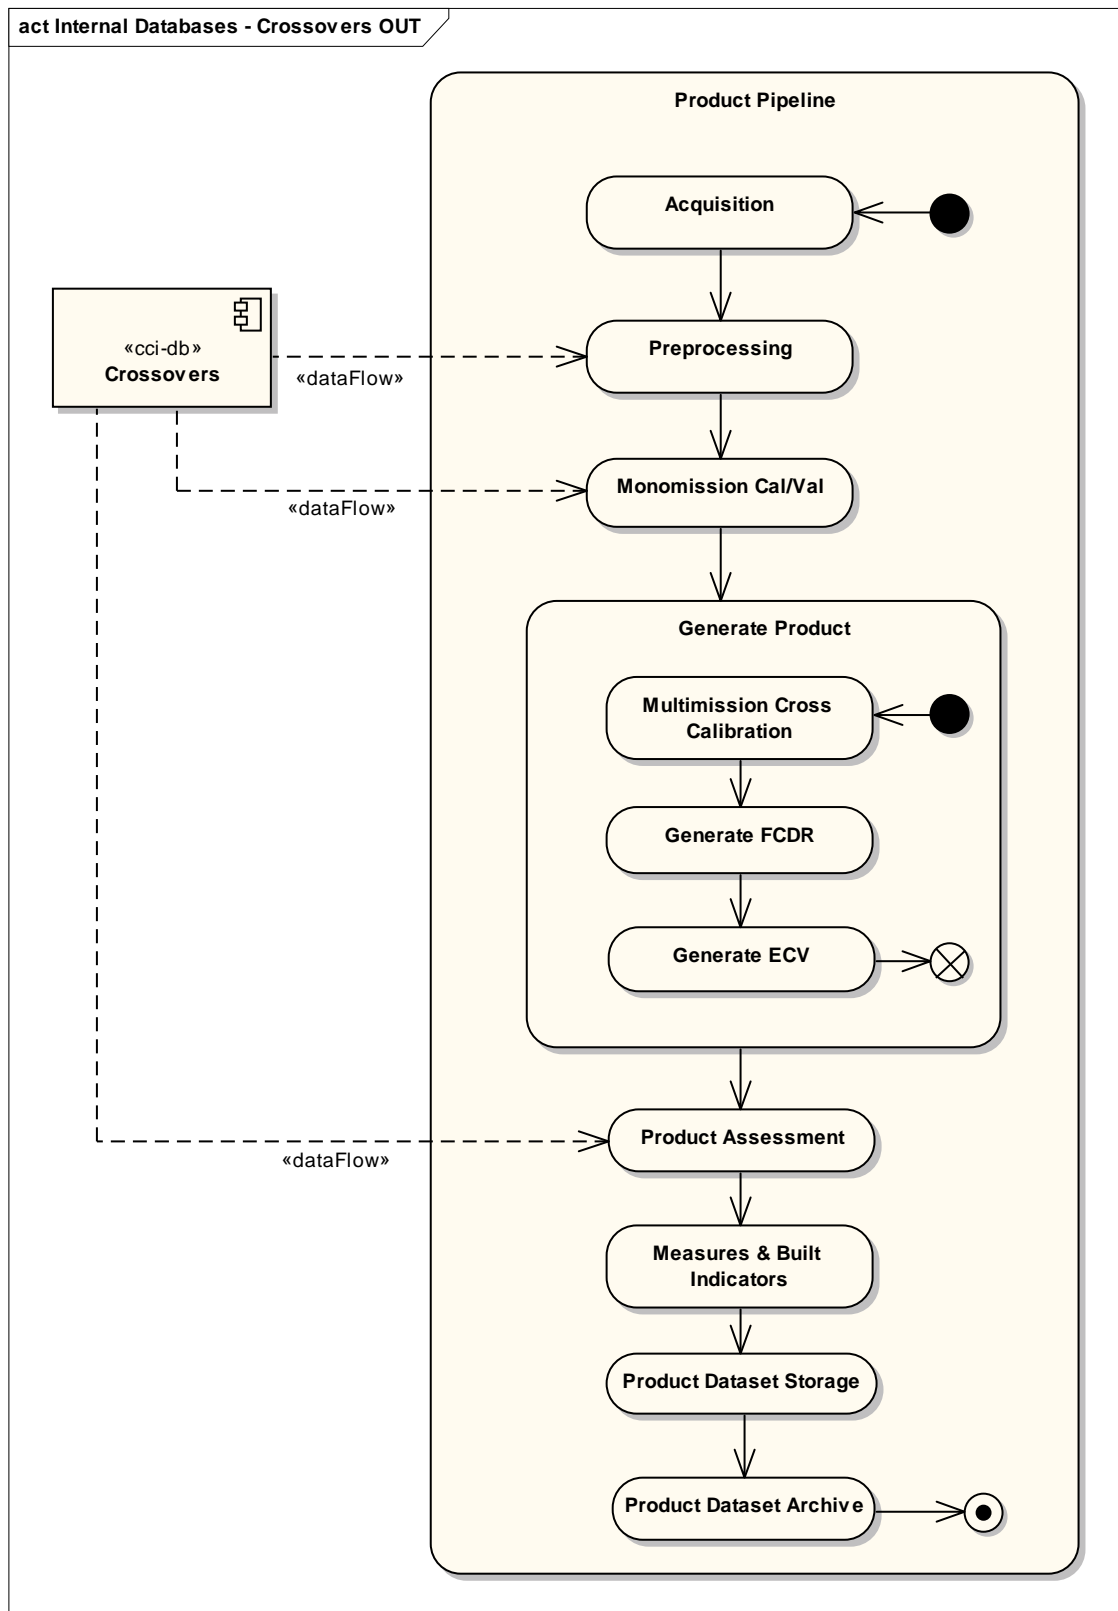 act Internal Databases - Crossovers OUT
Product Pipeline
Acquisition
«cci-db»
Crossovers
Preprocessing
«dataFlow»
Monomission Cal/Val
«dataFlow»
Generate Product
Multimission Cross
Calibration
Generate FCDR
Generate ECV
Product Assessment
«dataFlow»
Measures & Built
Indicators
Product Dataset Storage
Product Dataset Archive